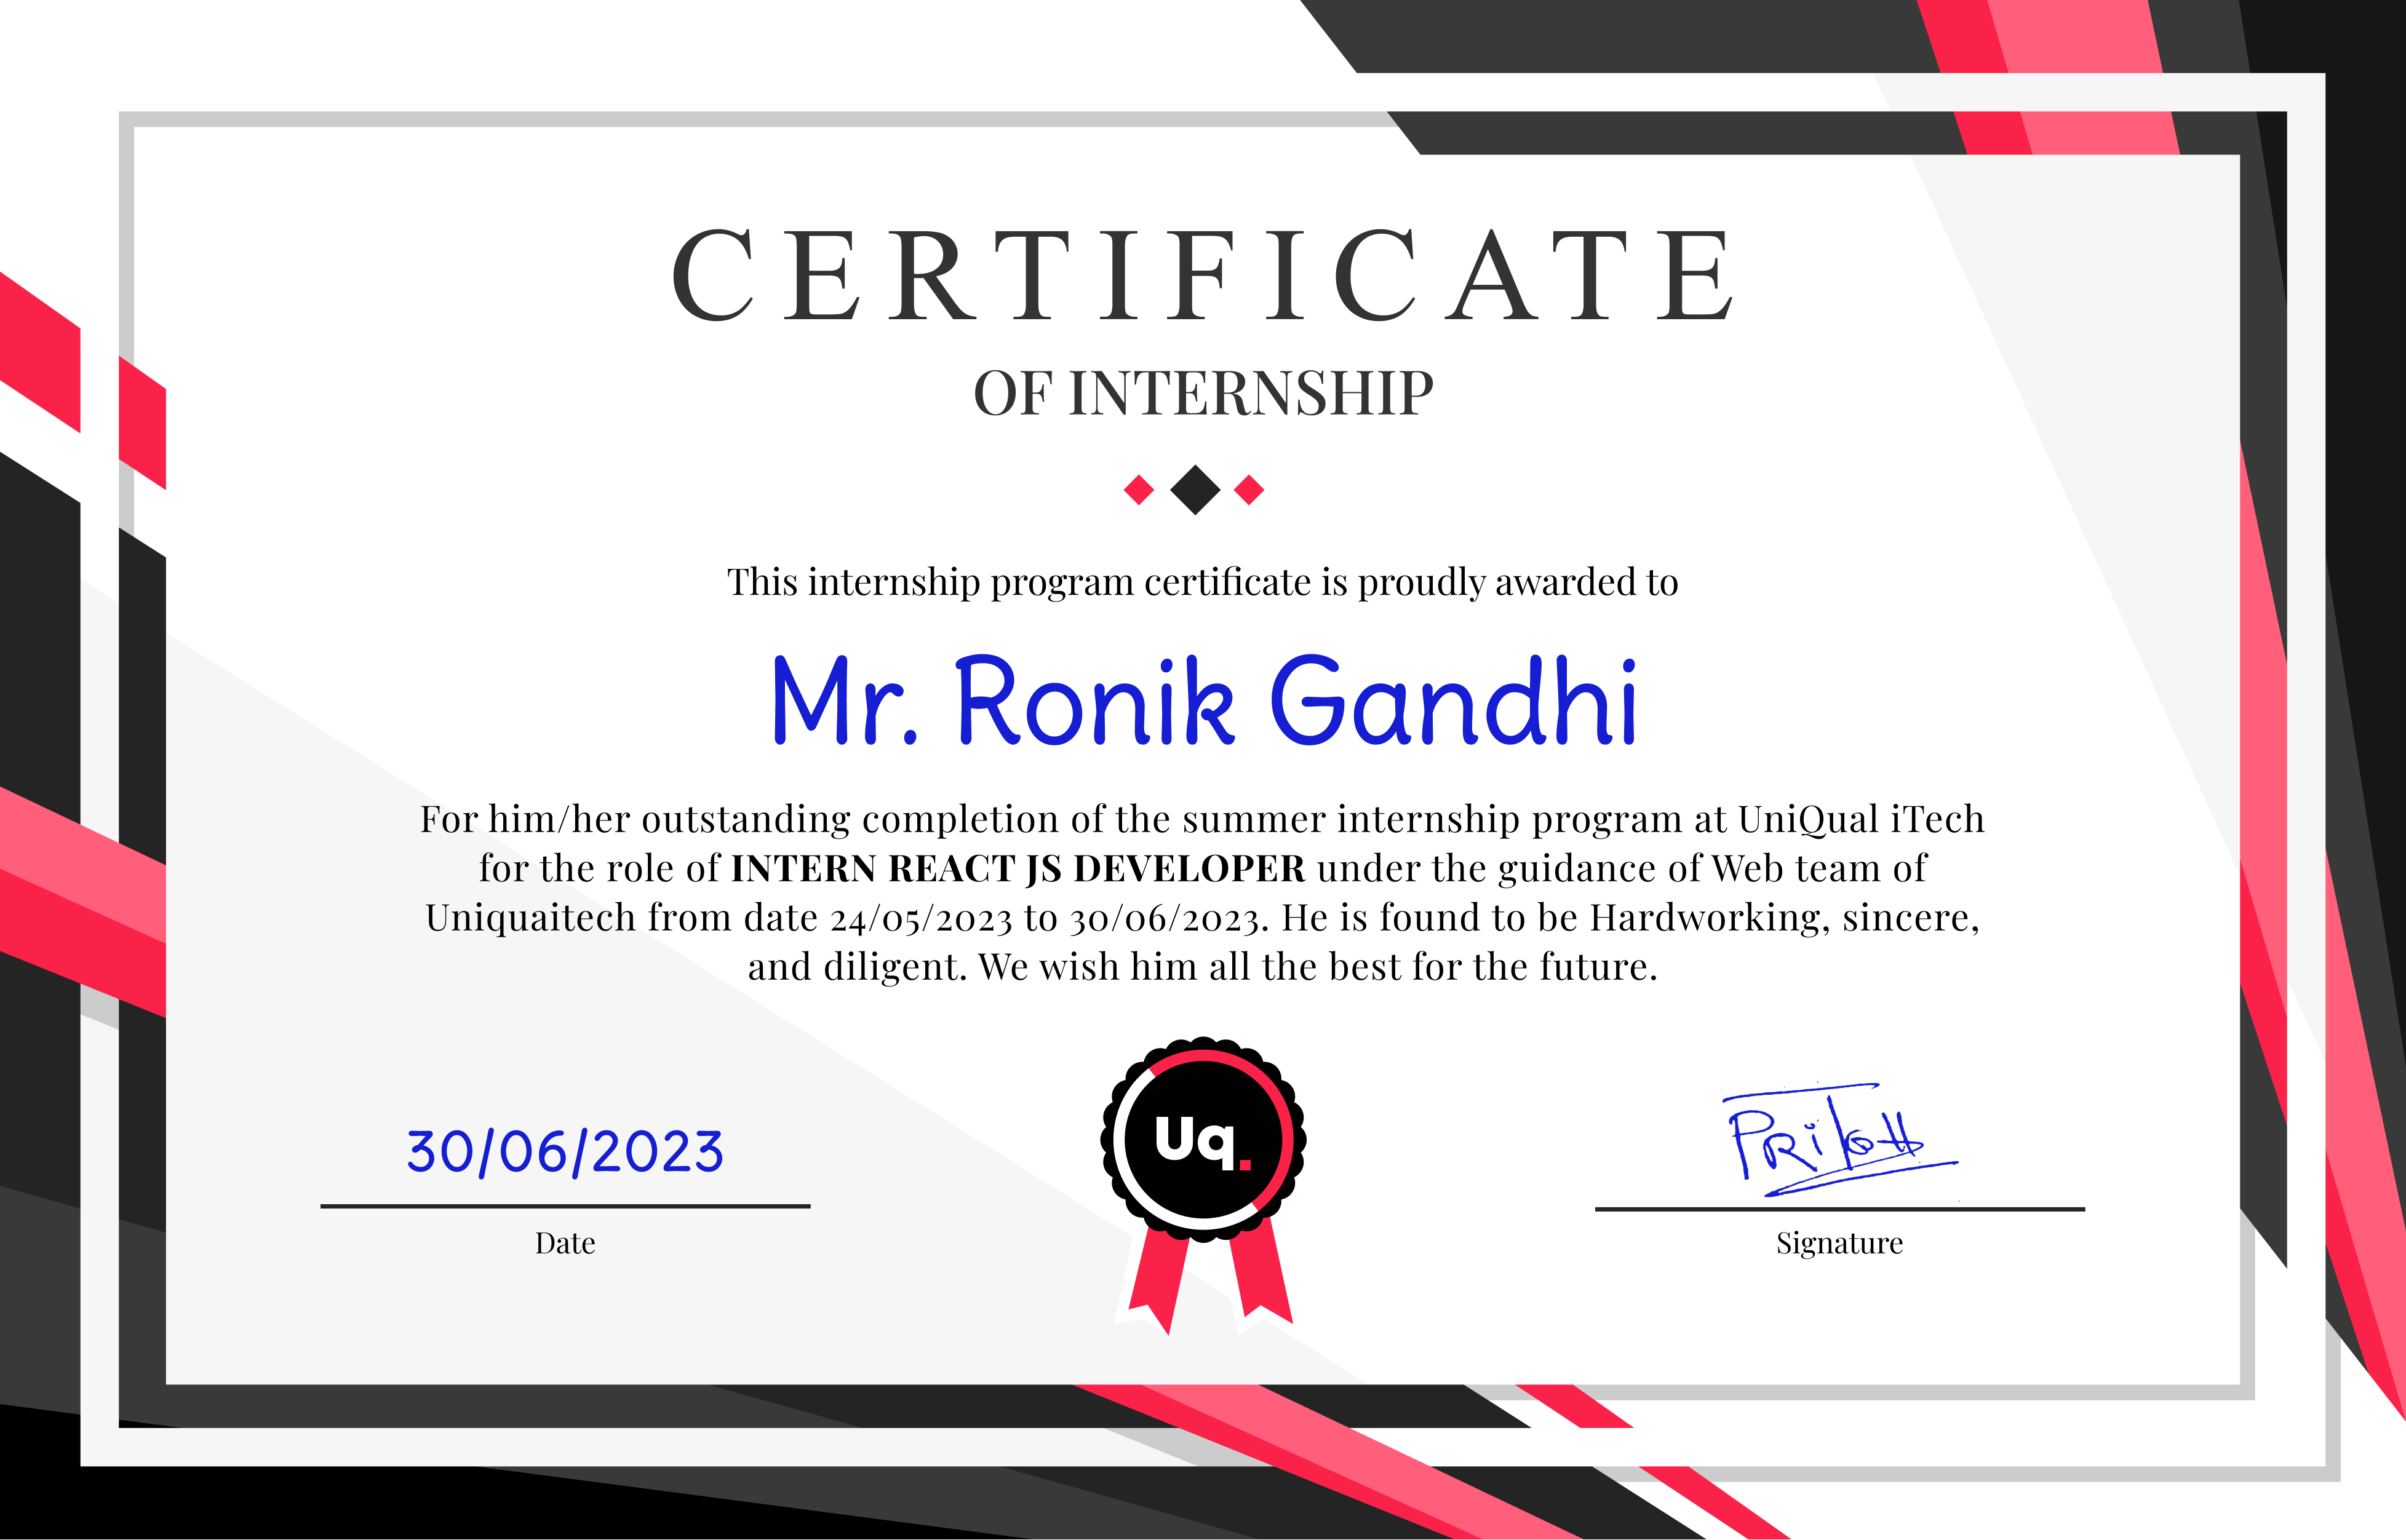 CERTIFICATE
OF INTERNSHIP
This internship program certificate is proudly awarded to
Mr. Ronik Gandhi
For him/her outstanding completion of the summer internship program at UniQual iTech
for the role of INTERN REACT JS DEVELOPER under the guidance of Web team of
Uniquaitech from date 24/05/2023 to 30/06/2023. He is found to be Hardworking, sincere,
and diligent. We wish him all the best for the future.
30/06/2023
Date
Uq.
Signature